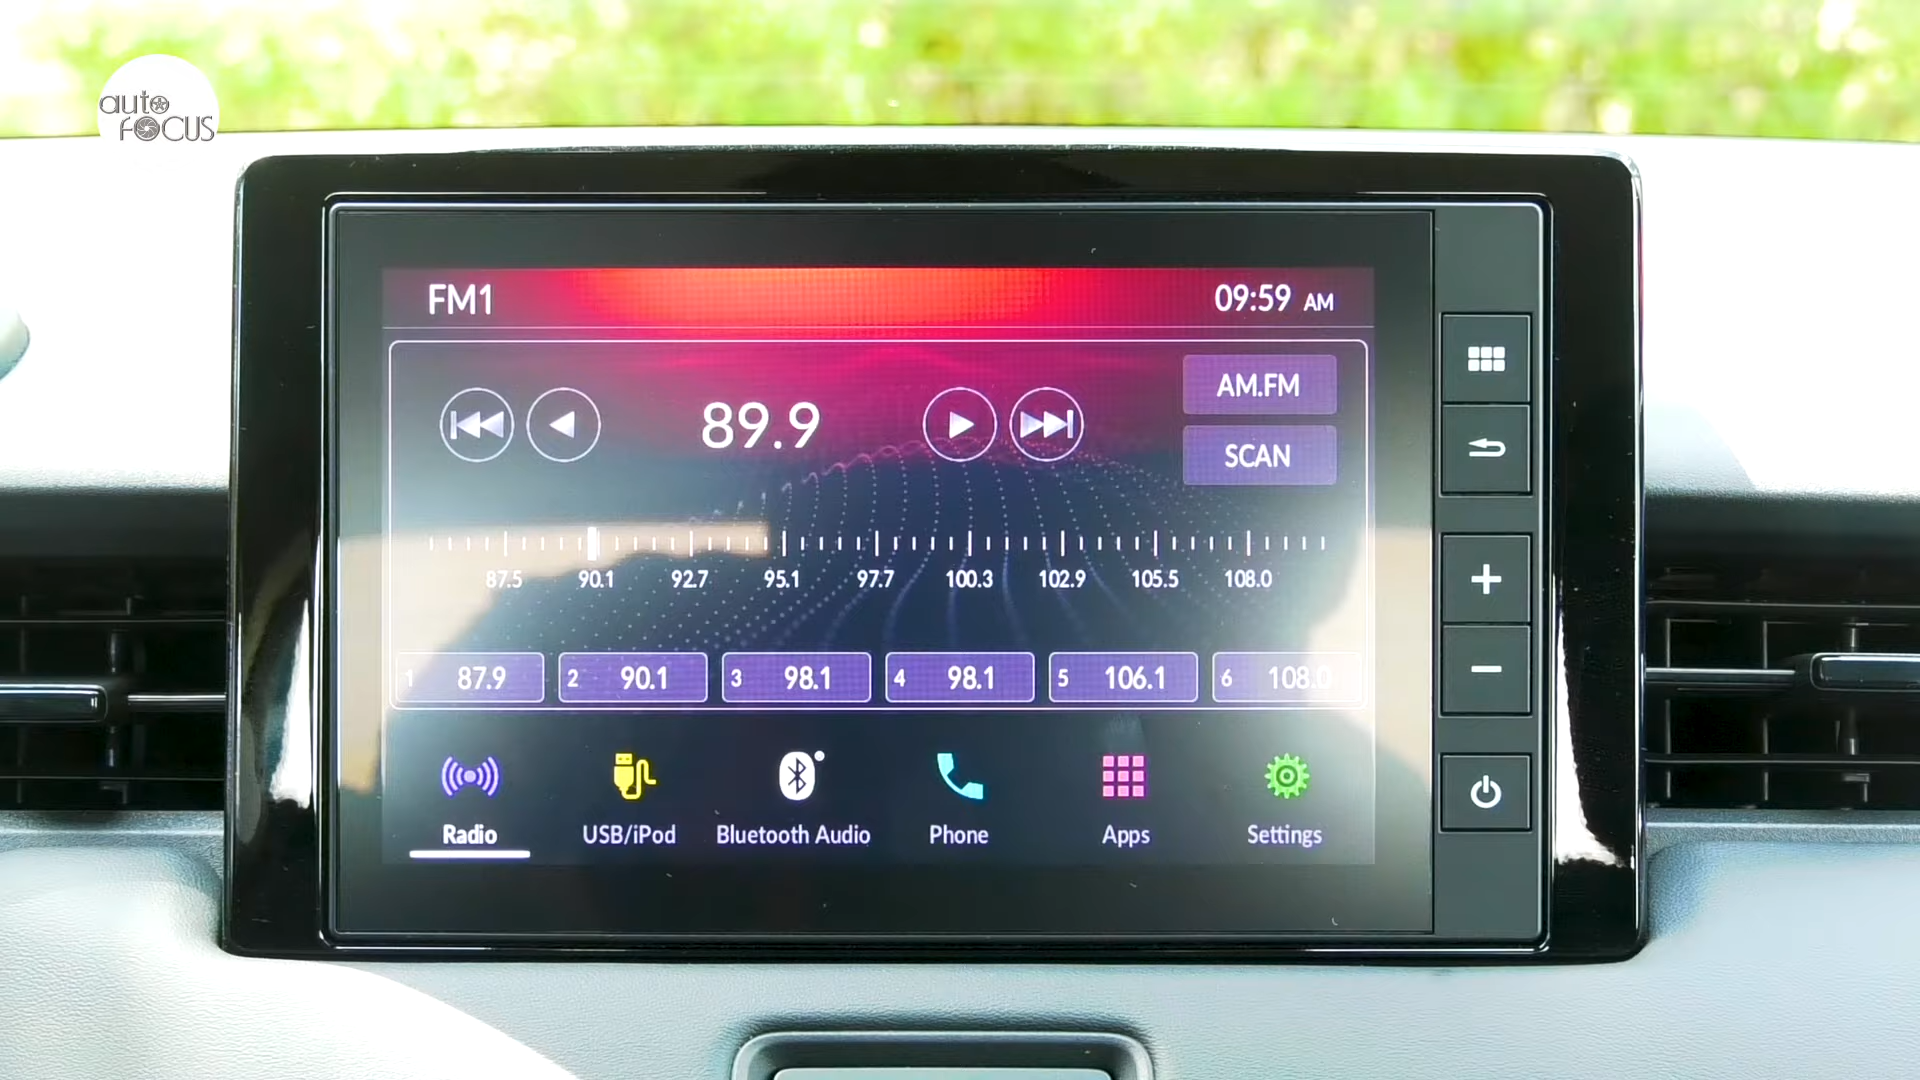 auto
FOCUS
FM1
09:59 AM
AM.FM
89.9
SCAN
87.5 90.1 92.7 95.1 97.7 100.3 102.9 105.5 108.0
1 87.9 2 90.1 3 98.1 4 98.1 5 106.1 6 108.0
Radio USB/iPod Bluetooth Audio Phone Apps Settings